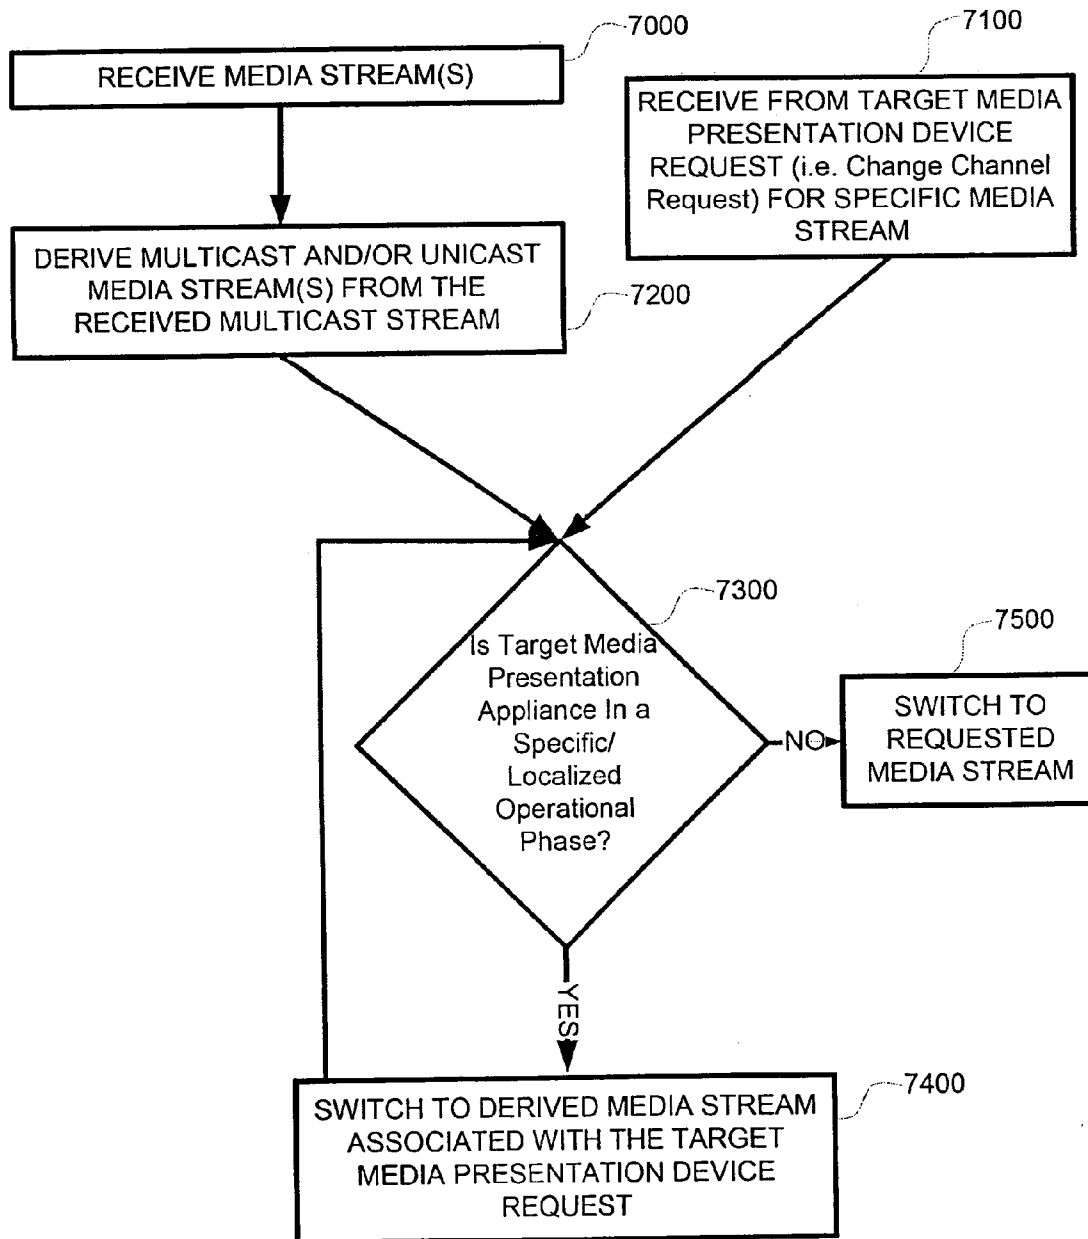 7000
RECEIVE MEDIA STREAM(S)
7100
RECEIVE FROM TARGET MEDIA
PRESENTATION DEVICE
REQUEST (i.e. Change Channel
Request) FOR SPECIFIC MEDIA
STREAM
DERIVE MULTICAST AND/OR UNICAST
MEDIA STREAM(S) FROM THE
RECEIVED MULTICAST STREAM
7200
7300
Is Target Media
Presentation
Appliance In a
Specific/
Localized
Operational
Phase?
NO
7500
SWITCH TO
REQUESTED
MEDIA STREAM
YES
7400
SWITCH TO DERIVED MEDIA STREAM
ASSOCIATED WITH THE TARGET
MEDIA PRESENTATION DEVICE
REQUEST